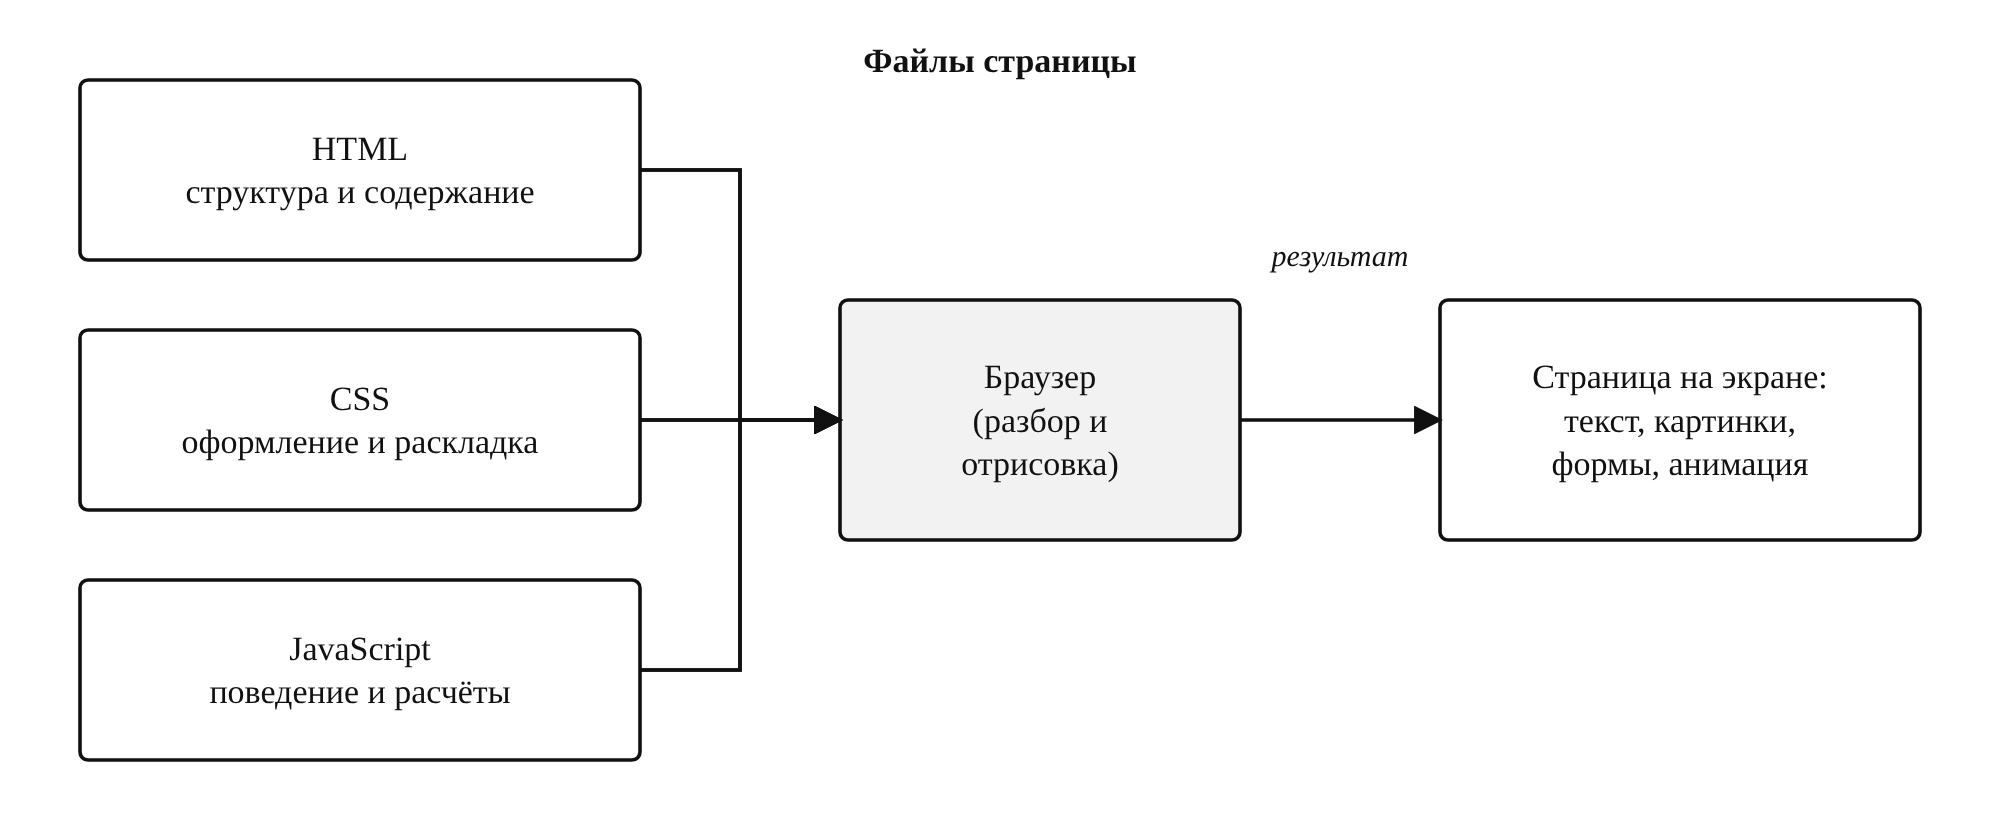 Файлы страницы
HTML
структура и содержание
CSS
оформление и раскладка
JavaScript
поведение и расчёты
Браузер
(разбор и
отрисовка)
результат
Страница на экране:
текст, картинки,
формы, анимация